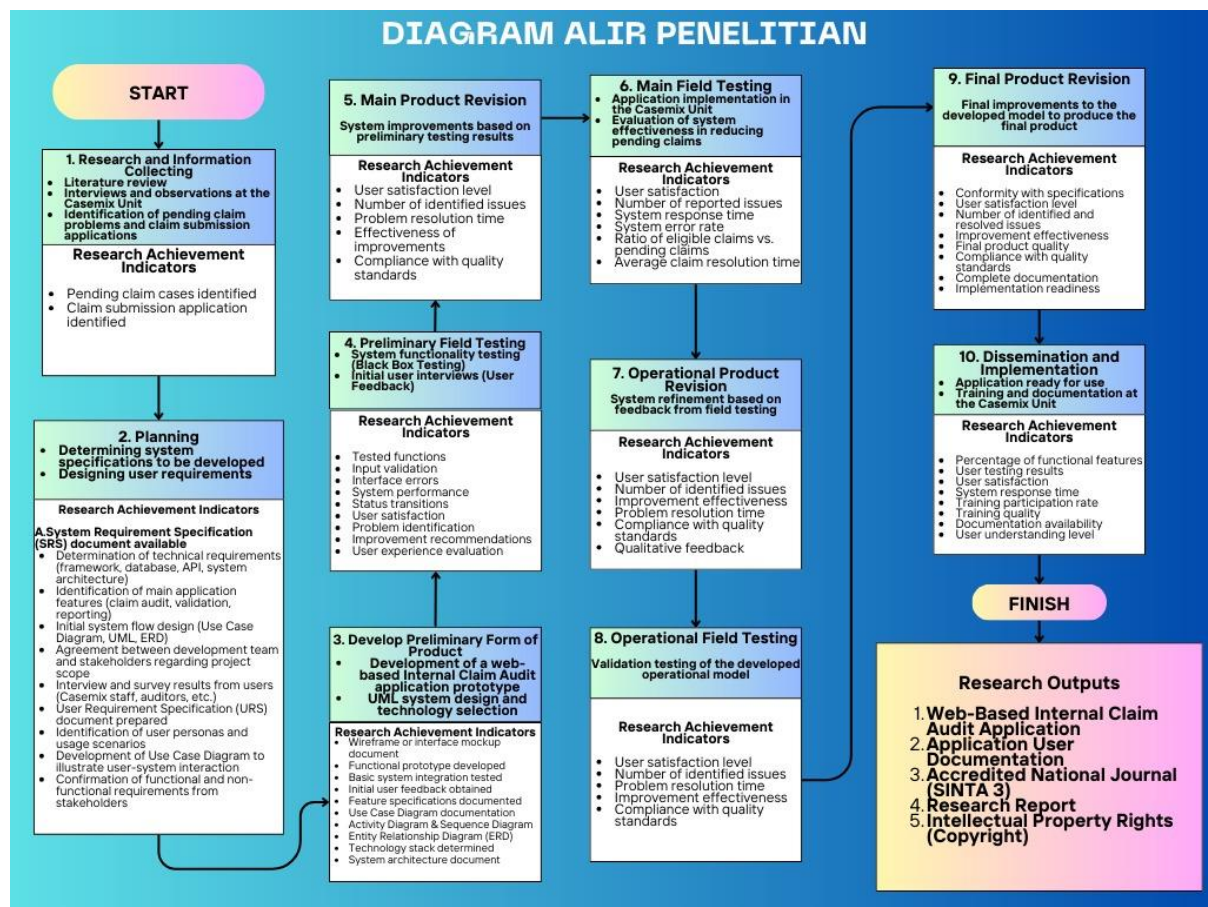 DIAGRAM ALIR PENELITIAN
START
1. Research and Information
Collecting
• Literature review
• Interviews and observations at the
Casemix Unit
• Identification of pending claim
problems and claim submission
applications
Research Achievement
Indicators
• Pending claim cases identified
• Claim submission application
identified
2. Planning
• Determining system
specifications to be developed
• Designing user requirements
Research Achievement Indicators
A.System Requirement Specification
(SRS) document available
• Determination of technical requirements
(framework, database, API, system
architecture)
• Identification of main application
features (claim audit, validation,
reporting)
• Initial system flow design (Use Case
Diagram, UML, ERD)
• Agreement between development team
and stakeholders regarding project
scope
• Interview and survey results from users
(Casemix staff, auditors, etc.)
• User Requirement Specification (URS)
document prepared
• Identification of user personas and
usage scenarios
• Development of Use Case Diagram to
illustrate user-system interaction
• Confirmation of functional and non-
functional requirements from
stakeholders
3. Develop Preliminary Form of
Product
• Development of a web-
based Internal Claim Audit
application prototype
• UML system design and
technology selection
Research Achievement Indicators
• Wireframe or interface mockup
document
• Functional prototype developed
• Basic system integration tested
• Initial user feedback obtained
• Feature specifications documented
• Use Case Diagram documentation
• Activity Diagram & Sequence Diagram
• Entity Relationship Diagram (ERD)
• Technology stack determined
• System architecture document
4. Preliminary Field Testing
• System functionality testing
(Black Box Testing)
• Initial user interviews (User
Feedback)
Research Achievement
Indicators
• Tested functions
• Input validation
• Interface errors
• System performance
• Status transitions
• User satisfaction
• Problem identification
• Improvement recommendations
• User experience evaluation
5. Main Product Revision
System improvements based on
preliminary testing results
Research Achievement
Indicators
• User satisfaction level
• Number of identified issues
• Problem resolution time
• Effectiveness of
improvements
• Compliance with quality
standards
6. Main Field Testing
• Application implementation in
the Casemix Unit
• Evaluation of system
effectiveness in reducing
pending claims
Research Achievement
Indicators
• User satisfaction
• Number of reported issues
• System response time
• System error rate
• Ratio of eligible claims vs.
pending claims
• Average claim resolution time
7. Operational Product
Revision
System refinement based on
feedback from field testing
Research Achievement
Indicators
• User satisfaction level
• Number of identified issues
• Improvement effectiveness
• Problem resolution time
• Compliance with quality
standards
• Qualitative feedback
8. Operational Field Testing
Validation testing of the developed
operational model
Research Achievement
Indicators
• User satisfaction level
• Number of identified issues
• Problem resolution time
• Improvement effectiveness
• Compliance with quality
standards
9. Final Product Revision
Final improvements to the
developed model to produce the
final product
Research Achievement
Indicators
• Conformity with specifications
• User satisfaction level
• Number of identified and
resolved issues
• Improvement effectiveness
• Final product quality
• Compliance with quality
standards
• Complete documentation
• Implementation readiness
10. Dissemination and
Implementation
• Application ready for use
• Training and documentation at
the Casemix Unit
Research Achievement
Indicators
• Percentage of functional features
• User testing results
• User satisfaction
• System response time
• Training participation rate
• Training quality
• Documentation availability
• User understanding level
FINISH
Research Outputs
1. Web-Based Internal Claim
Audit Application
2. Application User
Documentation
3. Accredited National Journal
(SINTA 3)
4. Research Report
5. Intellectual Property Rights
(Copyright)